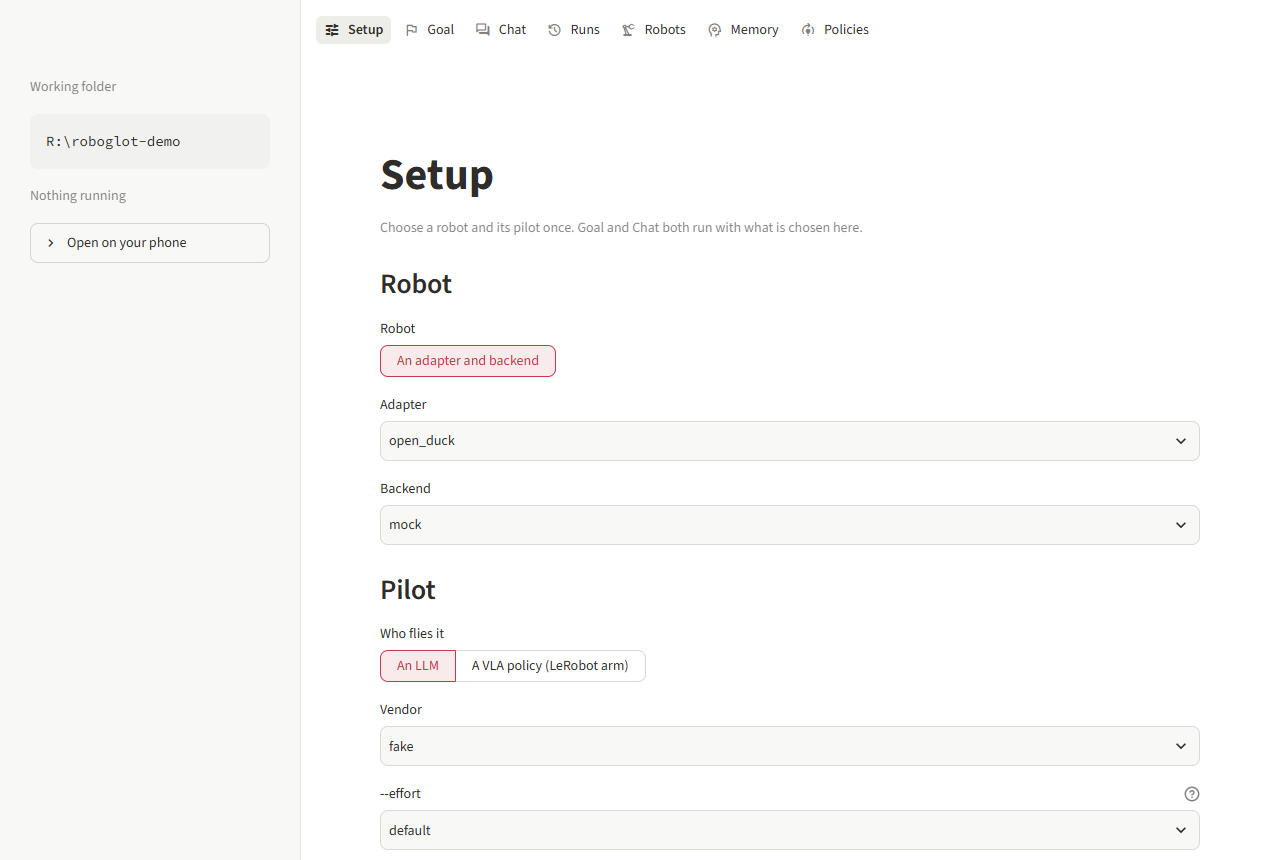 Setup
Goal
Chat
Runs
Robots
Memory
Policies
Working folder
R:\roboglot-demo
Nothing running
Open on your phone
Setup
Choose a robot and its pilot once. Goal and Chat both run with what is chosen here.
Robot
Robot
An adapter and backend
Adapter
open_duck
Backend
mock
Pilot
Who flies it
An LLM
A VLA policy (LeRobot arm)
Vendor
fake
--effort
default